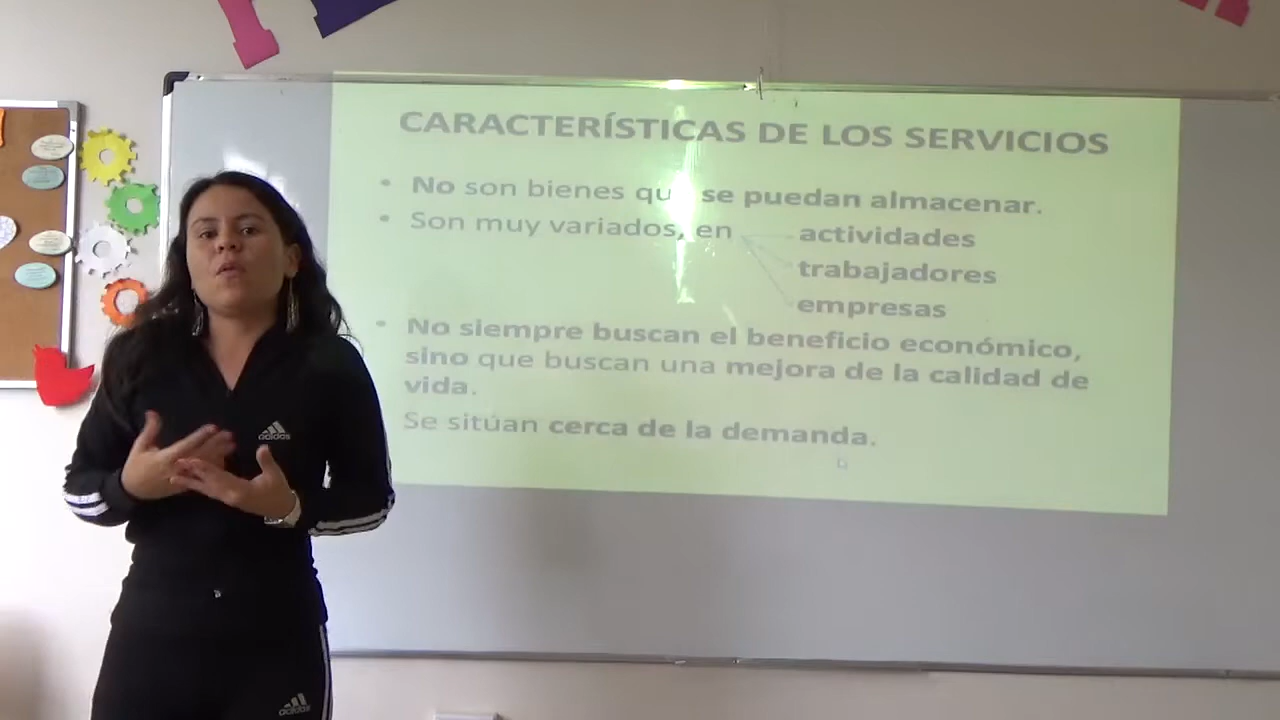 CARACTERÍSTICAS DE LOS SERVICIOS
• No son bienes que se puedan almacenar.
• Son muy variados, en actividades
trabajadores
empresas
• No siempre buscan el beneficio económico,
sino que buscan una mejora de la calidad de
vida.
Se sitúan cerca de la demanda.
adidas
adidas